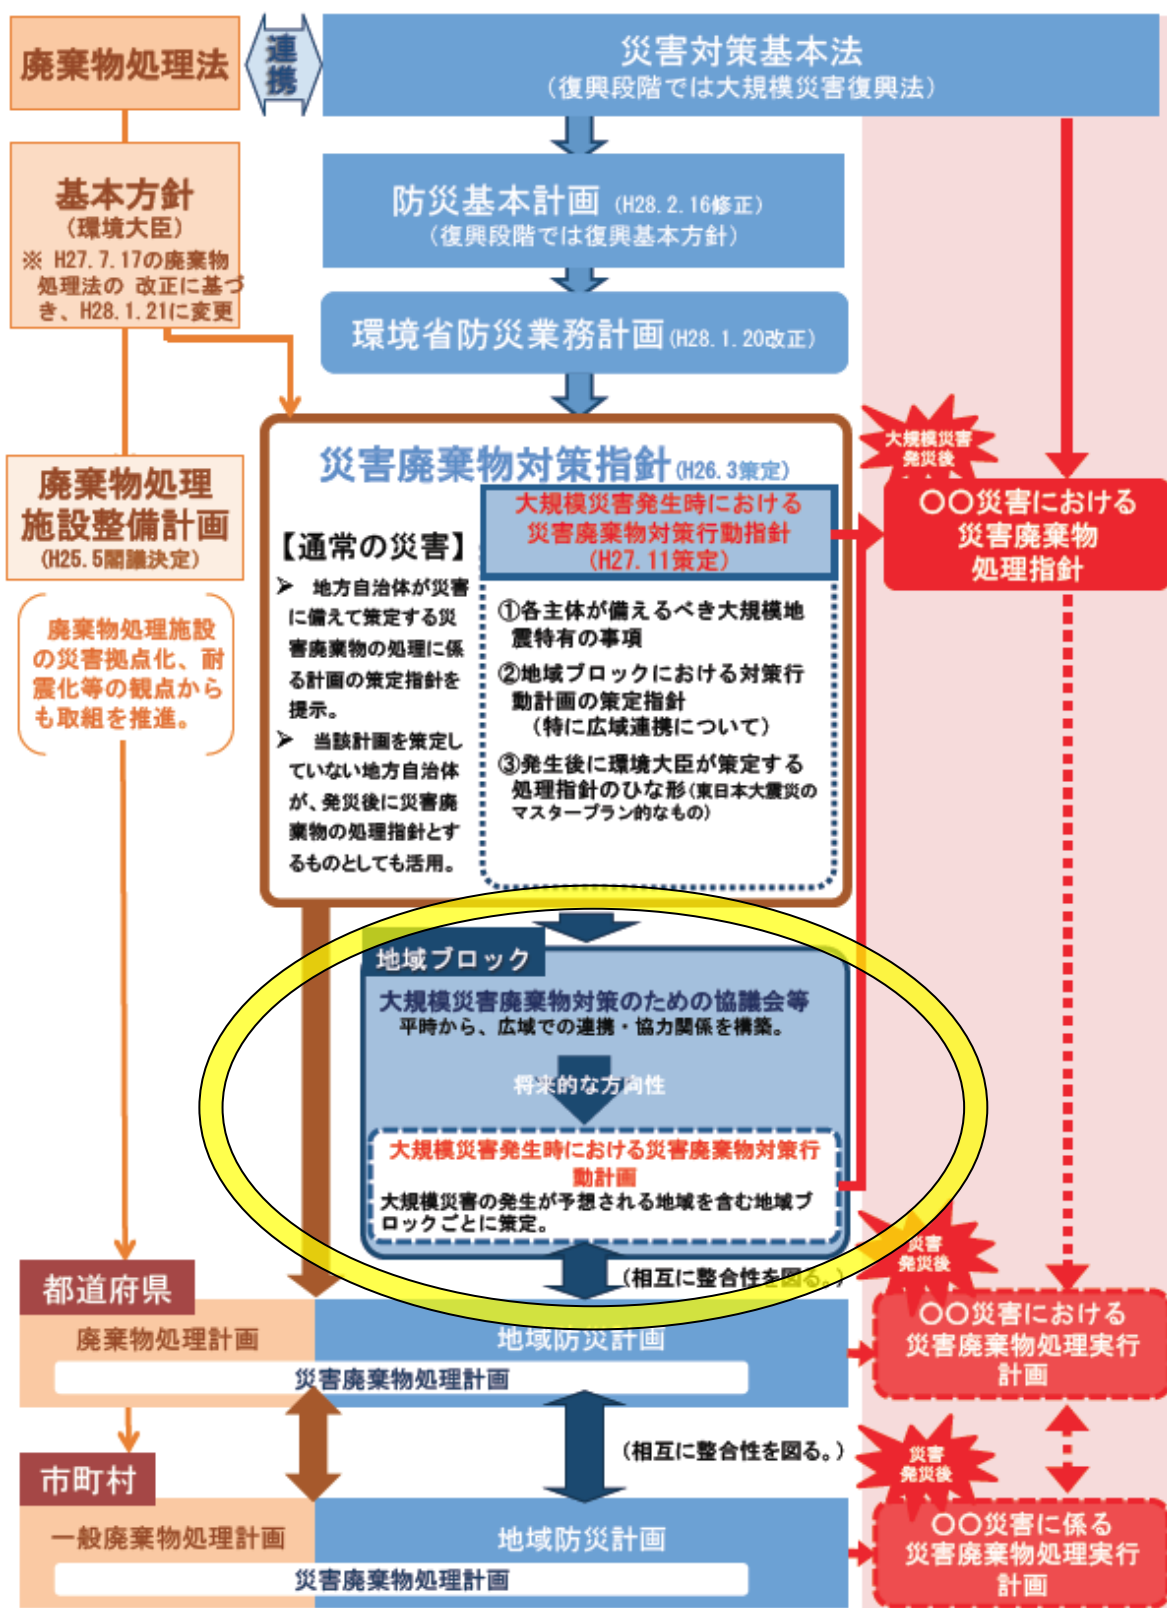 廃棄物処理法
連
携
災害対策基本法
(復興段階では大規模災害復興法)
基本方針
(環境大臣)
※ H27.7.17の廃棄物
処理法の 改正に基づ
き、H28.1.21に変更
防災基本計画 (H28.2.16修正)
(復興段階では復興基本方針)
環境省防災業務計画(H28.1.20改正)
廃棄物処理
施設整備計画
(H25.5閣議決定)
廃棄物処理施設
の災害拠点化、耐
震化等の観点から
も取組を推進。
災害廃棄物対策指針(H26.3策定)
【通常の災害】
➢ 地方自治体が災害
に備えて策定する災
害廃棄物の処理に係
る計画の策定指針を
提示。
➢ 当該計画を策定し
ていない地方自治体
が、発災後に災害廃
棄物の処理指針とす
るものとしても活用。
大規模災害発生時における
災害廃棄物対策行動指針
(H27.11策定)
①各主体が備えるべき大規模地
震特有の事項
②地域ブロックにおける対策行
動計画の策定指針
(特に広域連携について)
③発生後に環境大臣が策定する
処理指針のひな形(東日本大震災の
マスタープラン的なもの)
大規模災害
発災後
〇〇災害における
災害廃棄物
処理指針
地域ブロック
大規模災害廃棄物対策のための協議会等
平時から、広域での連携・協力関係を構築。
将来的な方向性
大規模災害発生時における災害廃棄物対策行
動計画
大規模災害の発生が予想される地域を含む地域ブ
ロックごとに策定。
(相互に整合性を図る。)
災害
発災後
都道府県
廃棄物処理計画
地域防災計画
災害廃棄物処理計画
〇〇災害における
災害廃棄物処理実行
計画
(相互に整合性を図る。)
災害
発災後
市町村
一般廃棄物処理計画
地域防災計画
災害廃棄物処理計画
〇〇災害に係る
災害廃棄物処理実行
計画